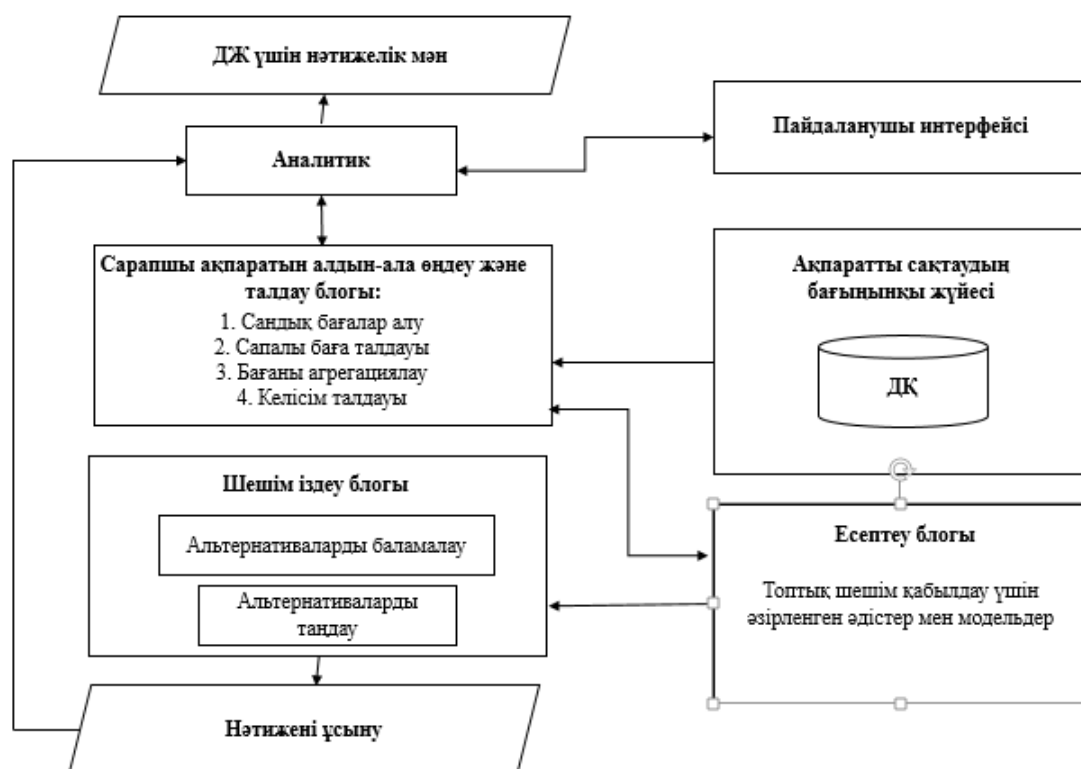 ДЖ үшін нәтижелік мән
Аналитик
Пайдаланушы интерфейсі
Сарапшы ақпаратын алдын-ала өңдеу және
талдау блогы:
1. Сандық бағалар алу
2. Сапалы баға талдауы
3. Бағаны агрегациялау
4. Келісім талдауы
Ақпаратты сақтаудың
бағыңынқы жүйесі
ДҚ
Шешім іздеу блогы
Альтернативаларды баламалау
Альтернативаларды
таңдау
Есептеу блогы
Топтық шешім қабылдау үшін
әзірленген әдістер мен модельдер
Нәтижені ұсыну